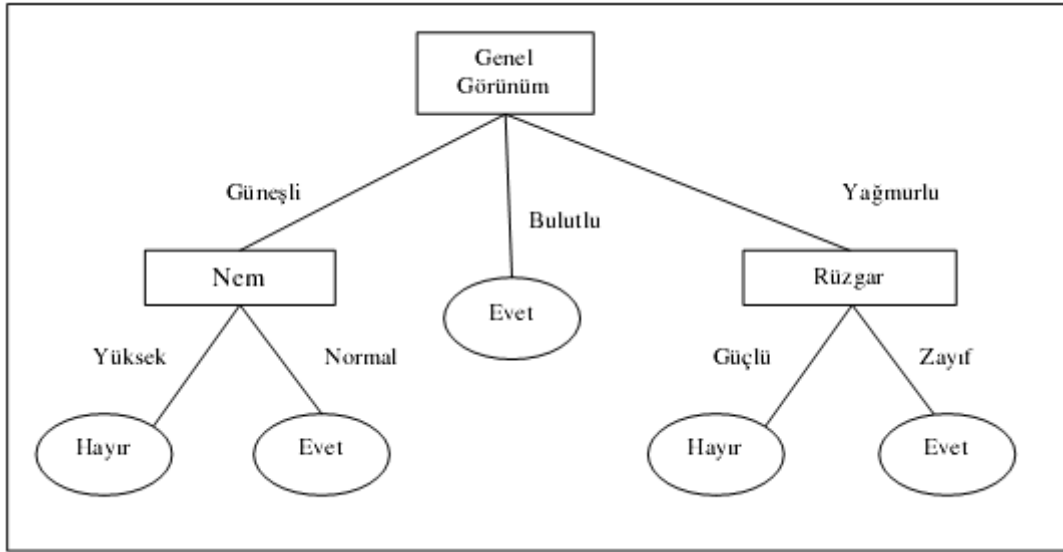 Genel
Görünüm
Güneşli
Bulutlu
Yağmurlu
Nem
Evet
Rüzgar
Yüksek
Normal
Güçlü
Zayıf
Hayır
Evet
Hayır
Evet